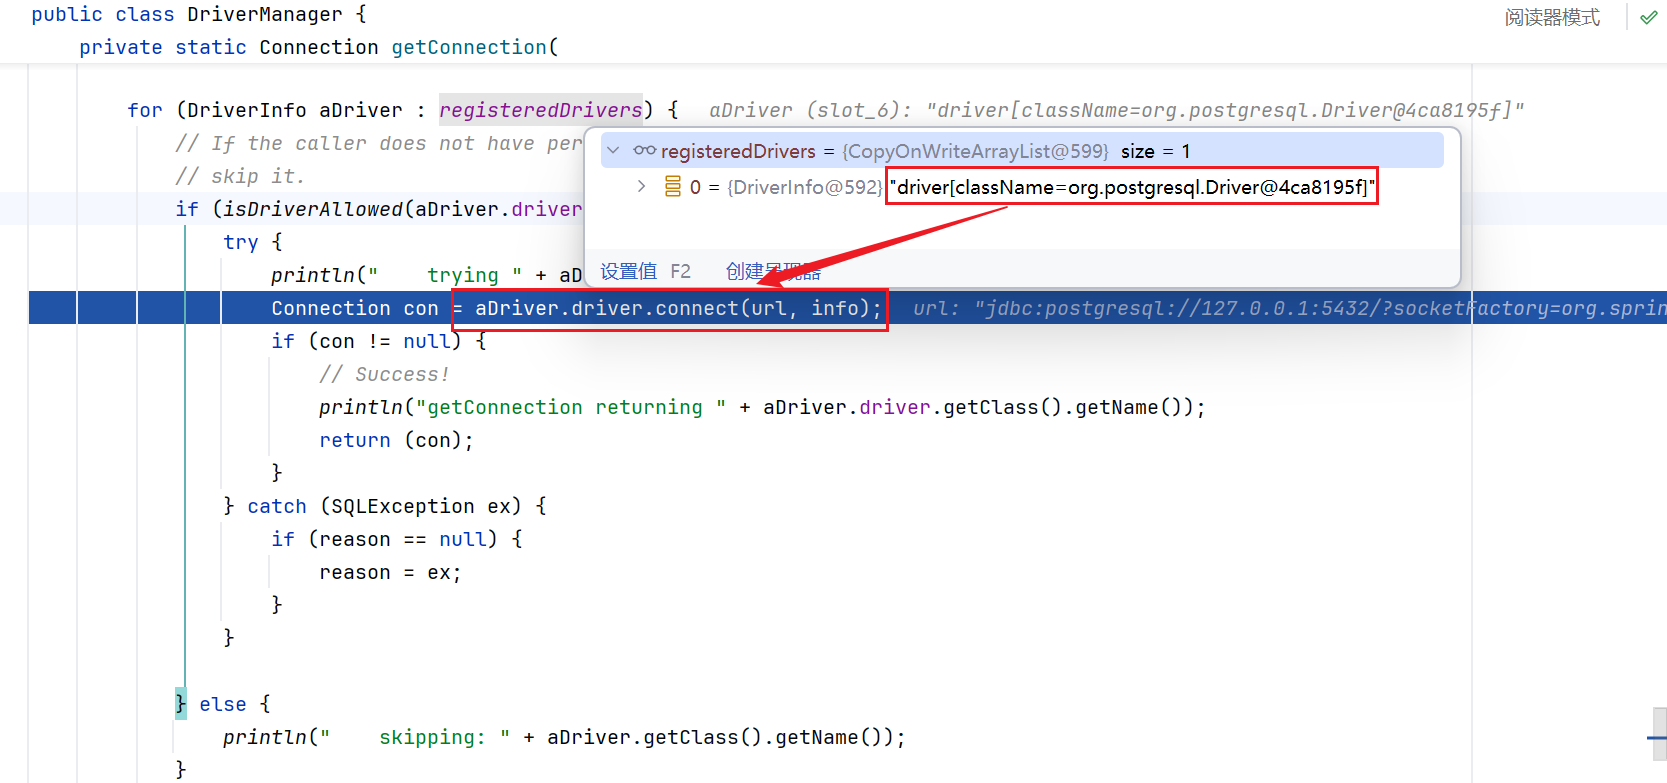 public class DriverManager {
阅读器模式
private static Connection getConnection(
for (DriverInfo aDriver : registeredDrivers) { aDriver (slot_6): "driver[className=org.postgresql.Driver@4ca8195f]"
// If the caller does not have per
registeredDrivers = {CopyOnWriteArrayList@599} size = 1
// skip it.
0 = {DriverInfo@592} "driver[className=org.postgresql.Driver@4ca8195f]"
if (isDriverAllowed(aDriver.driver
try {
println("    trying " + aD
设置值 F2 创建呈现器
Connection con = aDriver.driver.connect(url, info); url: "jdbc:postgresql://127.0.0.1:5432/?socketFactory=org.sprin
if (con != null) {
// Success!
println("getConnection returning " + aDriver.driver.getClass().getName());
return (con);
}
} catch (SQLException ex) {
if (reason == null) {
reason = ex;
}
}
} else {
println("    skipping: " + aDriver.getClass().getName());
}